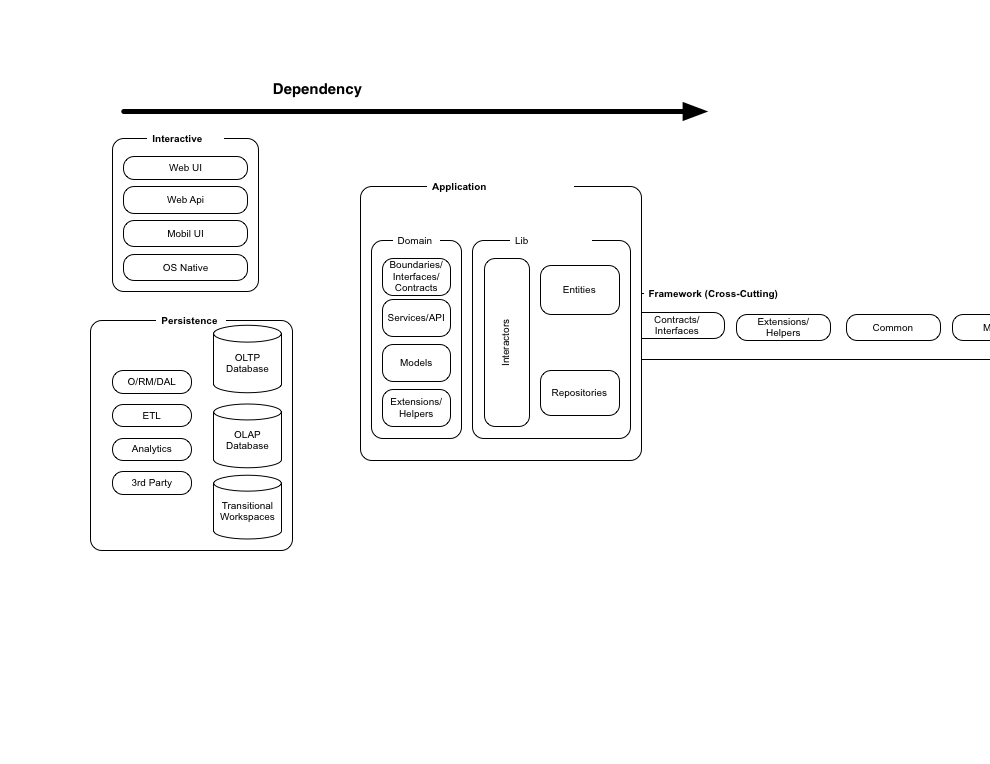 Dependency
Interactive
Web UI
Web Api
Mobil UI
OS Native
Persistence
O/RM/DAL
ETL
Analytics
3rd Party
OLTP
Database
OLAP
Database
Transitional
Workspaces
Application
Domain
Boundaries/
Interfaces/
Contracts
Services/API
Models
Extensions/
Helpers
Lib
Interactors
Entities
Repositories
Framework (Cross-Cutting)
Contracts/
Interfaces
Extensions/
Helpers
Common